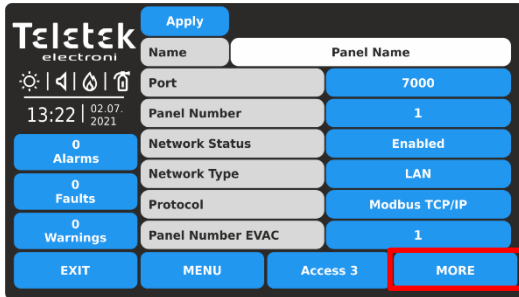 Teletek
electroni
13:22 02.07.
2021
0
Alarms
0
Faults
0
Warnings
Apply
Name Panel Name
Port 7000
Panel Number 1
Network Status Enabled
Network Type LAN
Protocol Modbus TCP/IP
Panel Number EVAC 1
EXIT MENU Access 3 MORE